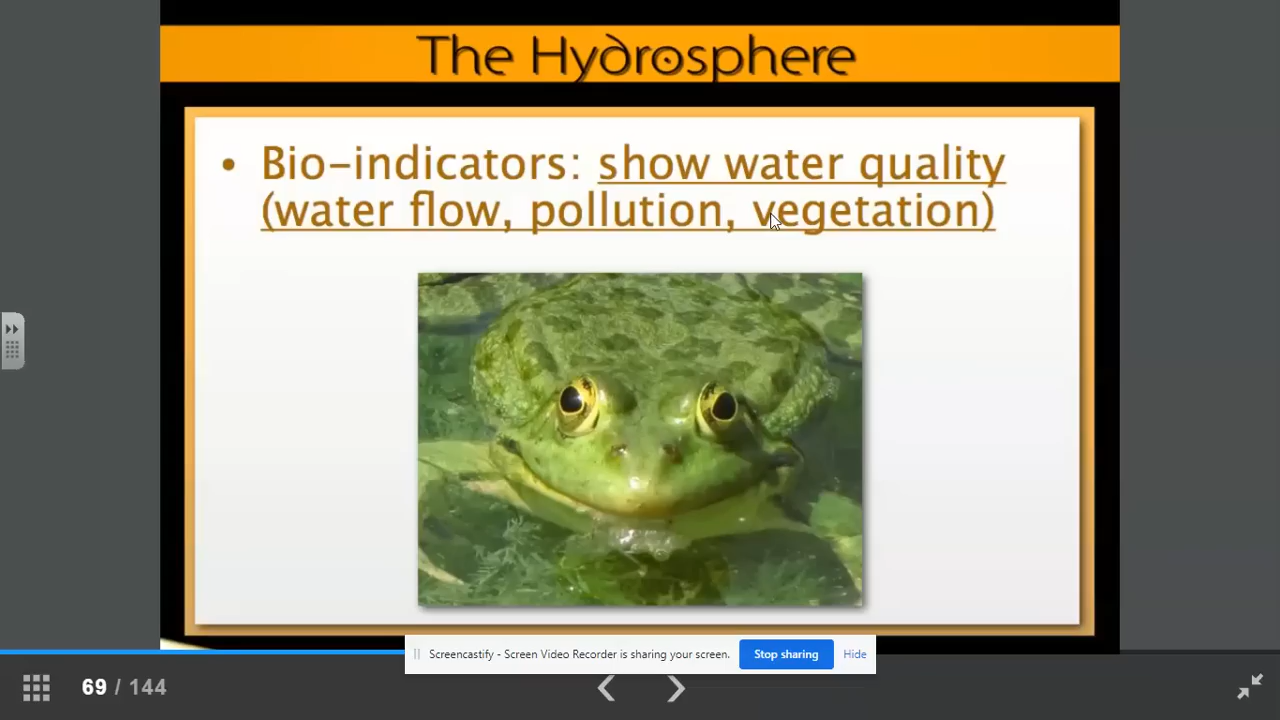 The Hydrosphere
• Bio-indicators: show water quality
(water flow, pollution, vegetation)
Screencastify - Screen Video Recorder is sharing your screen. Stop sharing Hide
69 / 144